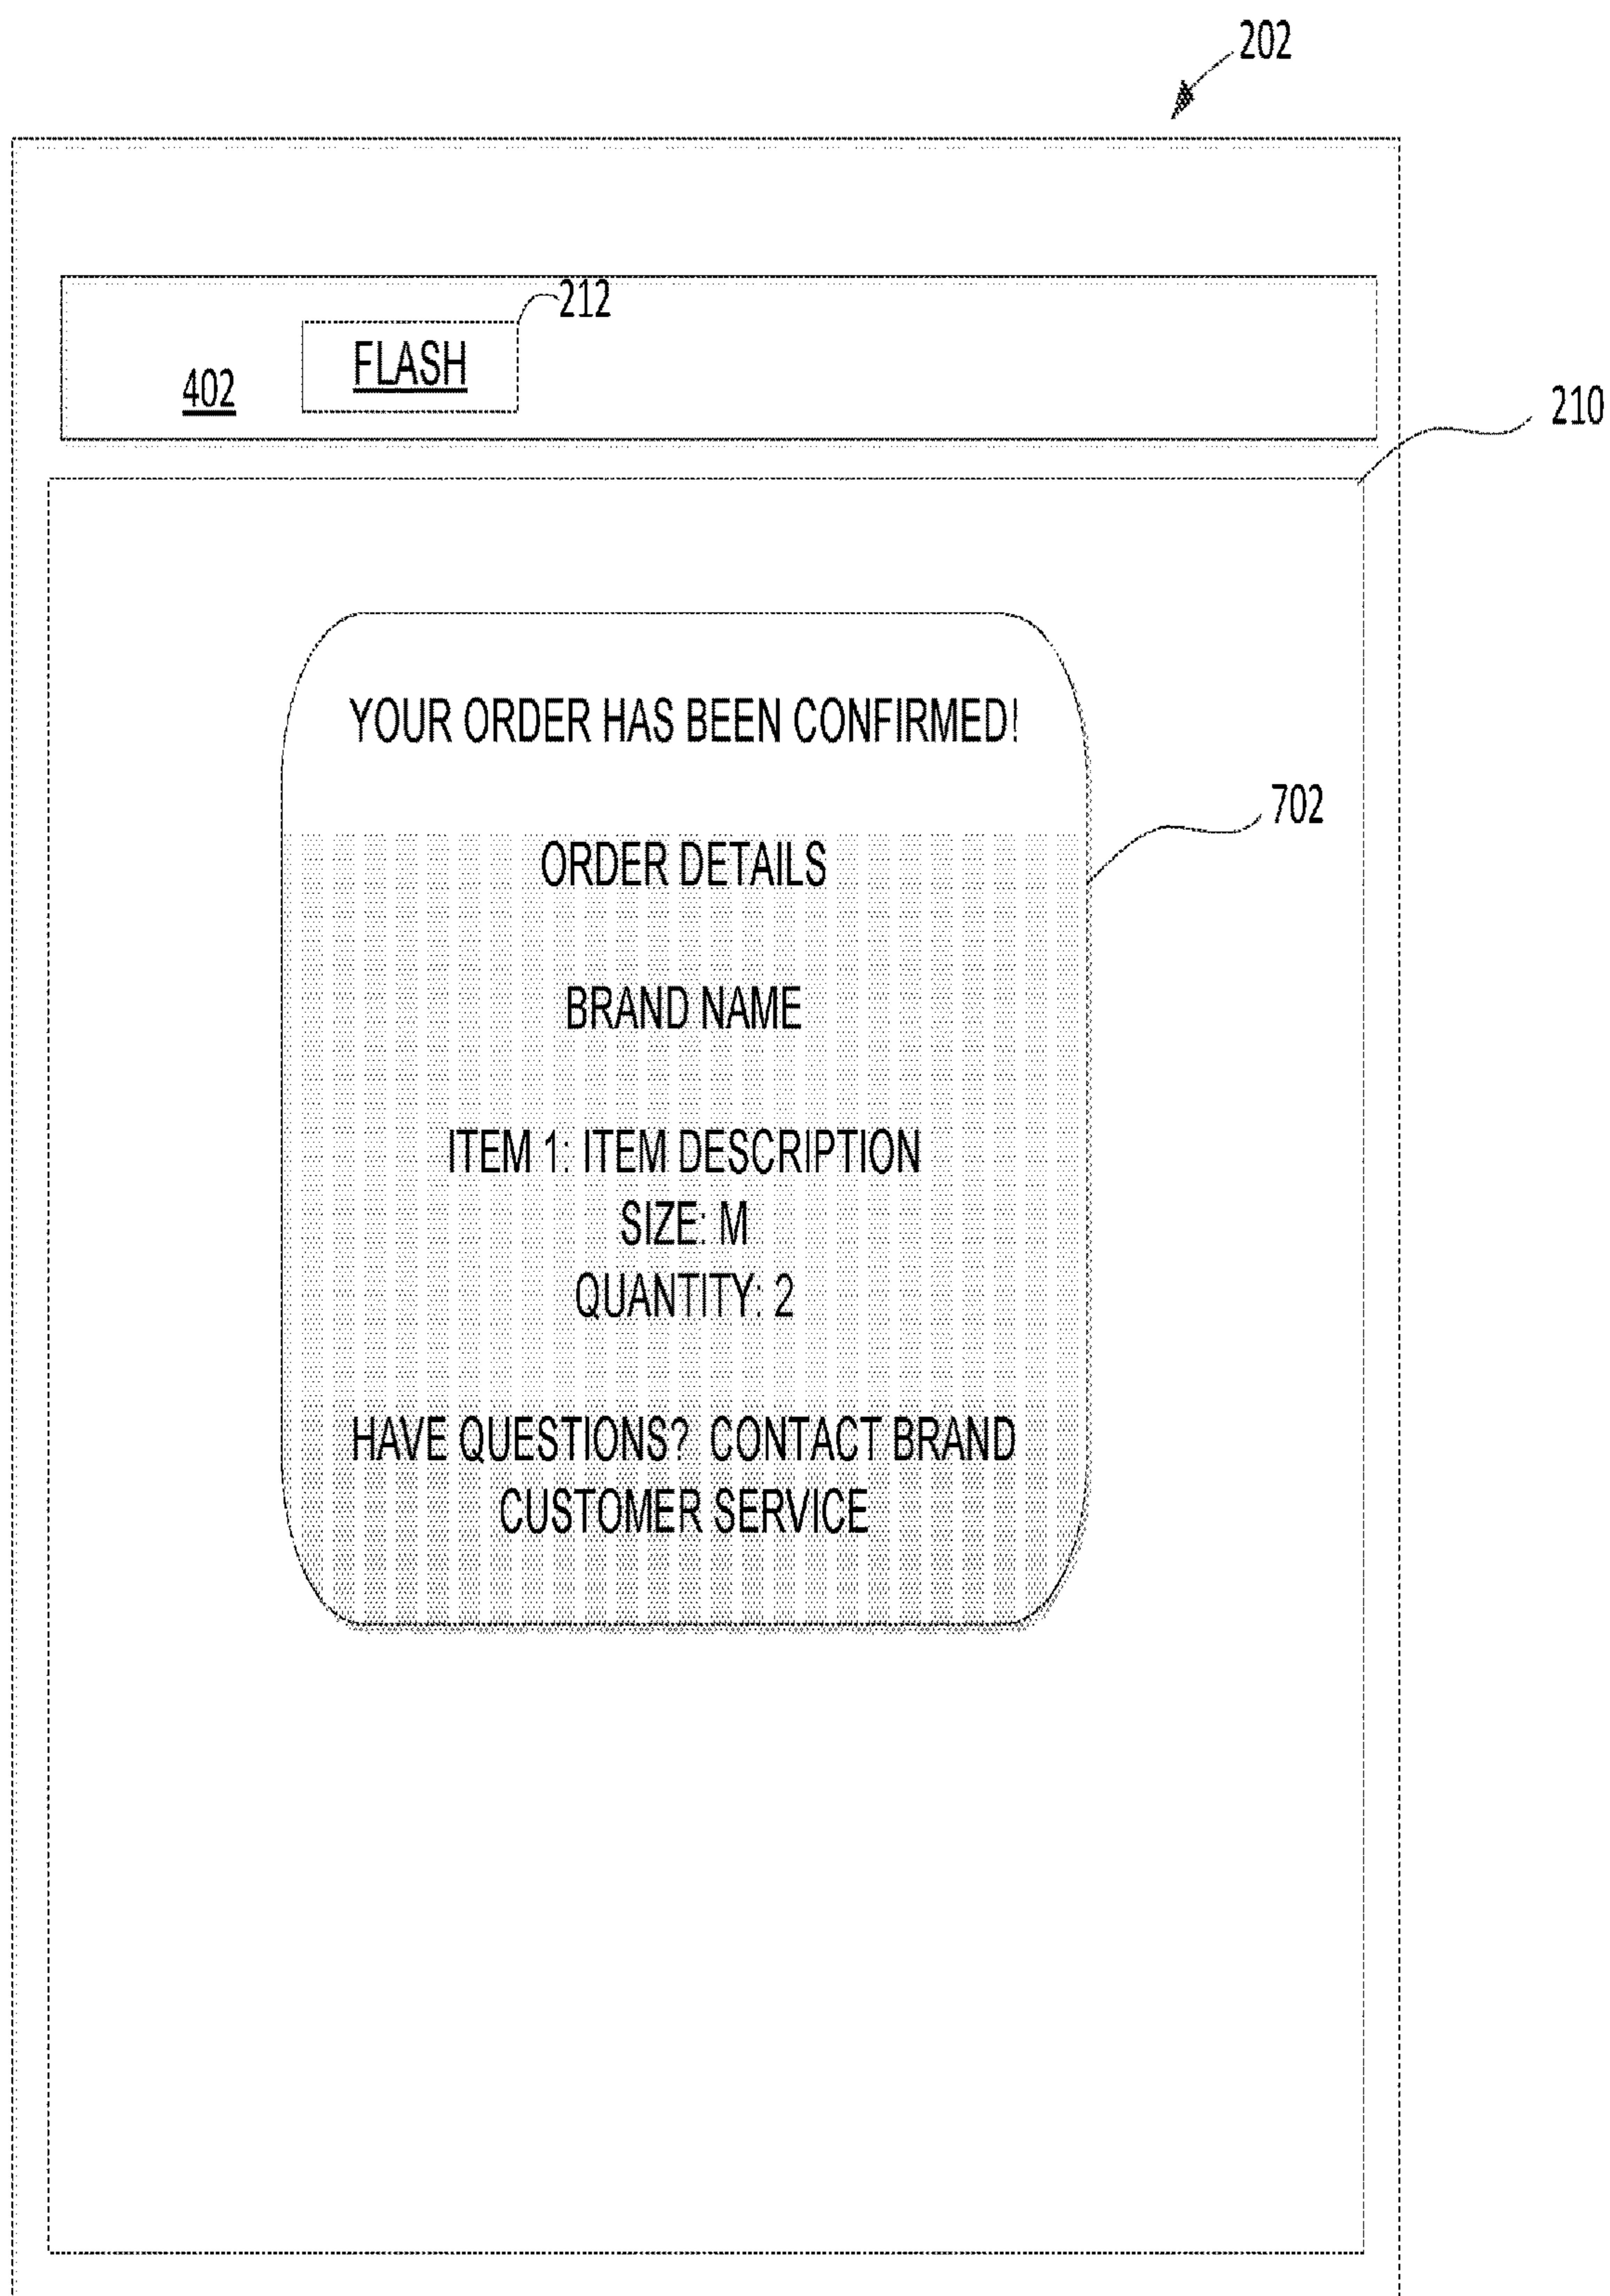 202
212
FLASH
402
210
YOUR ORDER HAS BEEN CONFIRMED!
702
ORDER DETAILS
BRAND NAME
ITEM 1: ITEM DESCRIPTION
SIZE: M
QUANTITY: 2
HAVE QUESTIONS? CONTACT BRAND
CUSTOMER SERVICE